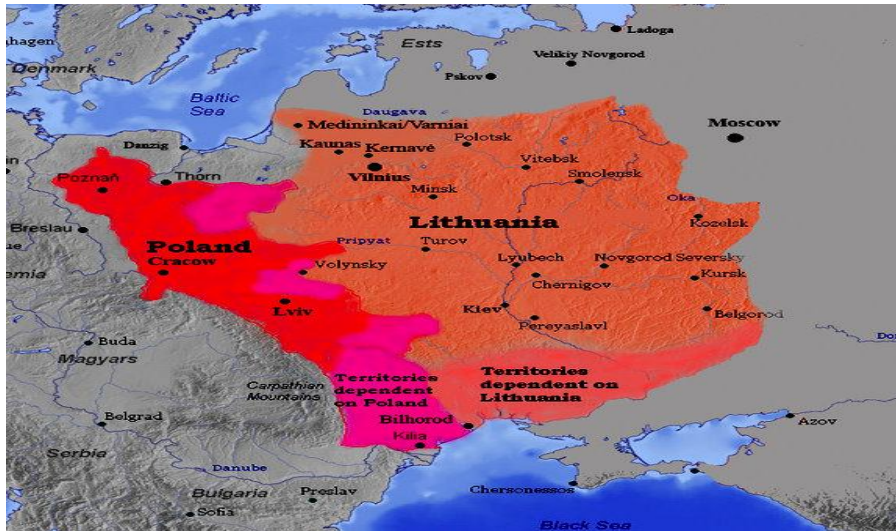 Ladoga
Ests
Velikiy Novgorod
Pskov
nhagen
Denmark
Baltic
Sea
Daugava
Medininkai/Varniai
Moscow
Danzig
Kaunas
Kernavė
Polotsk
Vilnius
Vitebsk
Smolensk
Poznań
Thorn
Minsk
Oka
Lithuania
Kozelsk
Breslau
Poland
Pripyat
Turov
Cracow
Volynsky
Lyubech
Novgorod Seversky
emia
Chernigov
Kursk
Lviv
Kiev
Pereyaslavl
Belgorod
Buda
Magyars
Don
Carpathian
Mountains
Territories
dependent
on Poland
Territories
dependent on
Lithuania
Belgrad
Bilhorod
Kilia
Azov
Serbia
Danube
Bulgaria
Preslav
Chersonessos
Sofia
Black Sea